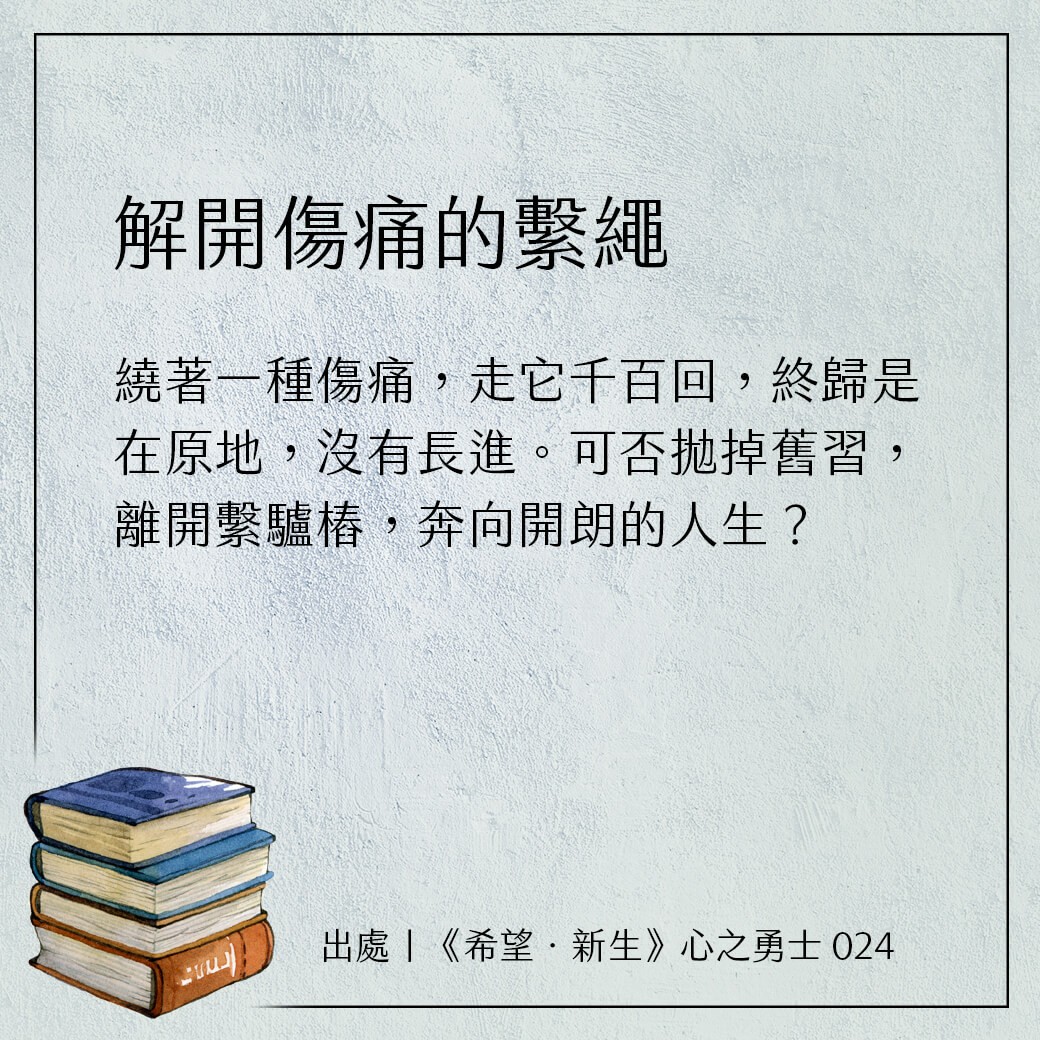 解開傷痛的繫繩
繞著一種傷痛，走它千百回，終歸是
在原地，沒有長進。可否拋掉舊習，
離開繫驢樁，奔向開朗的人生？
出處｜《希望．新生》心之勇士 024